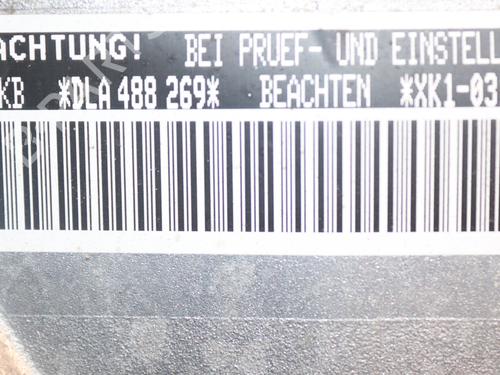 ACHTUNG! BEI PRUEF- UND EINSTELL
KB *DLA 488 269* BEACHTEN *XK1-03